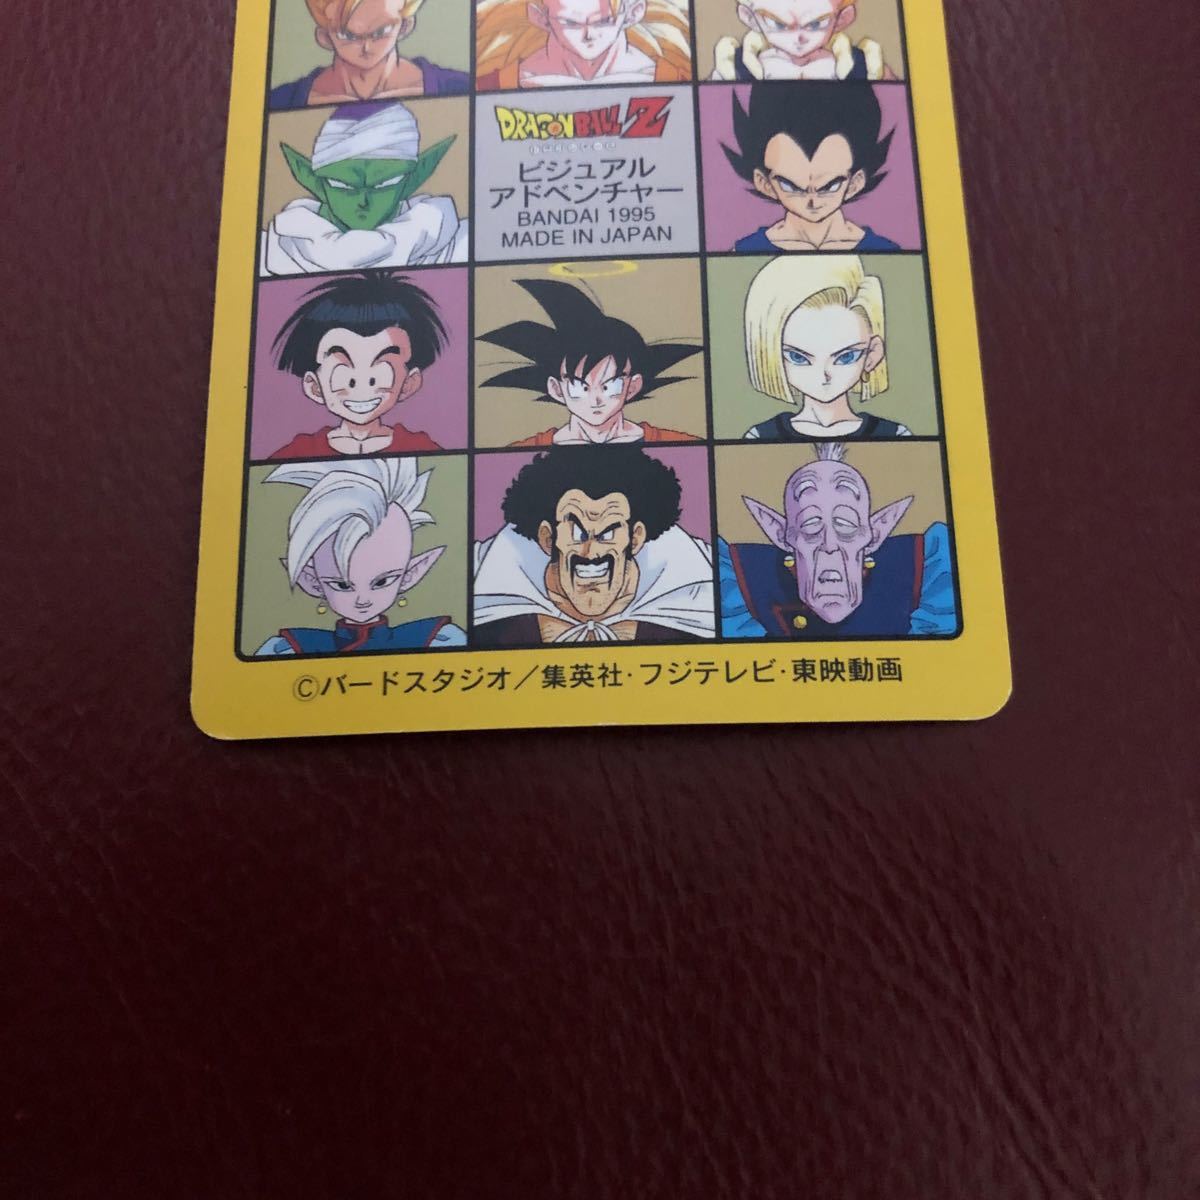 DRAGON BALL Z
ビジュアル
アドベンチャー
BANDAI 1995
MADE IN JAPAN
©バードスタジオ／集英社・フジテレビ・東映動画